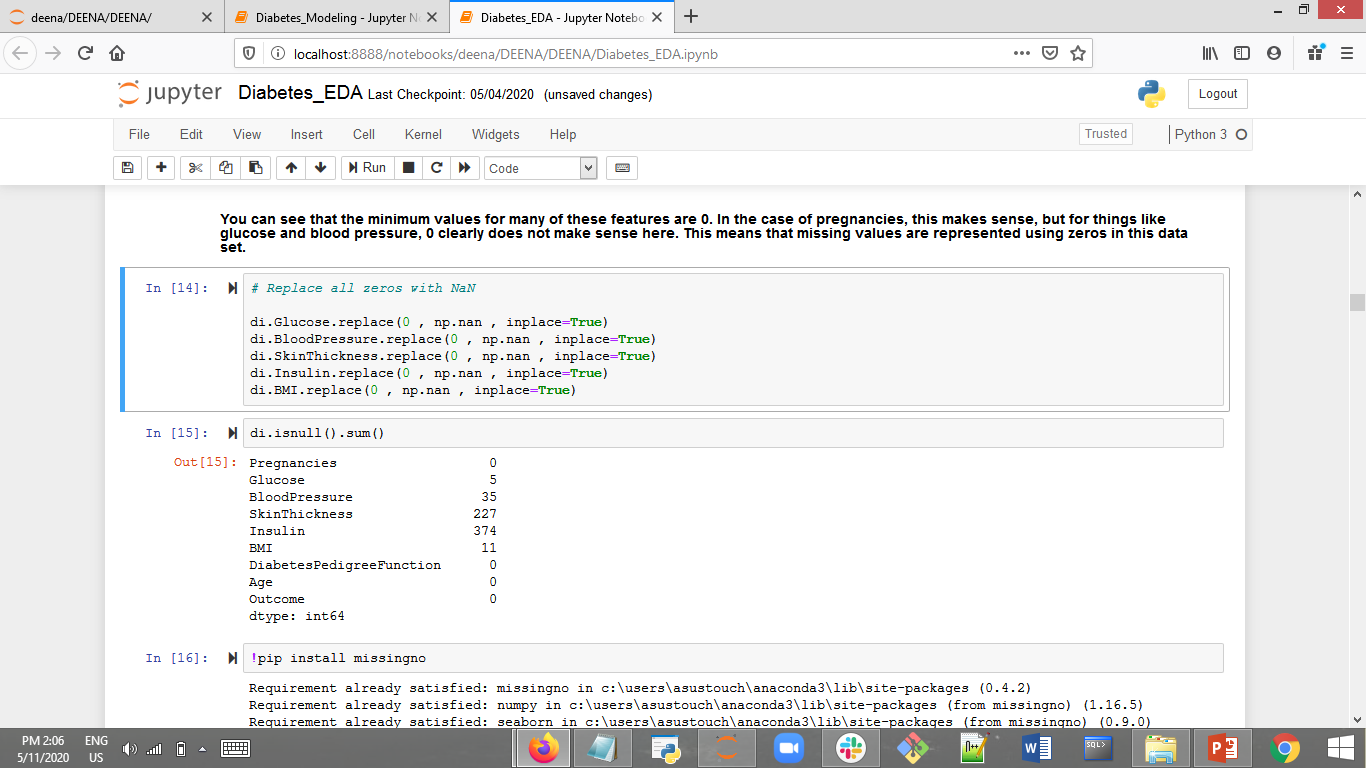 deena/DEENA/DEENA/
Diabetes_Modeling - Jupyter N
Diabetes_EDA - Jupyter Notebo
localhost:8888/notebooks/deena/DEENA/DEENA/Diabetes_EDA.ipynb
jupyter Diabetes_EDA Last Checkpoint: 05/04/2020 (unsaved changes)
Logout
File Edit View Insert Cell Kernel Widgets Help
Trusted
Python 3
Run
Code
You can see that the minimum values for many of these features are 0. In the case of pregnancies, this makes sense, but for things like
glucose and blood pressure, 0 clearly does not make sense here. This means that missing values are represented using zeros in this data
set.
In [14]: # Replace all zeros with NaN
di.Glucose.replace(0 , np.nan , inplace=True)
di.BloodPressure.replace(0 , np.nan , inplace=True)
di.SkinThickness.replace(0 , np.nan , inplace=True)
di.Insulin.replace(0 , np.nan , inplace=True)
di.BMI.replace(0 , np.nan , inplace=True)
In [15]: di.isnull().sum()
Out[15]: Pregnancies 0
Glucose 5
BloodPressure 35
SkinThickness 227
Insulin 374
BMI 11
DiabetesPedigreeFunction 0
Age 0
Outcome 0
dtype: int64
In [16]: !pip install missingno
Requirement already satisfied: missingno in c:\users\asustouch\anaconda3\lib\site-packages (0.4.2)
Requirement already satisfied: numpy in c:\users\asustouch\anaconda3\lib\site-packages (from missingno) (1.16.5)
Requirement already satisfied: seaborn in c:\users\asustouch\anaconda3\lib\site-packages (from missingno) (0.9.0)
PM 2:06
5/11/2020
ENG
US
SQL>